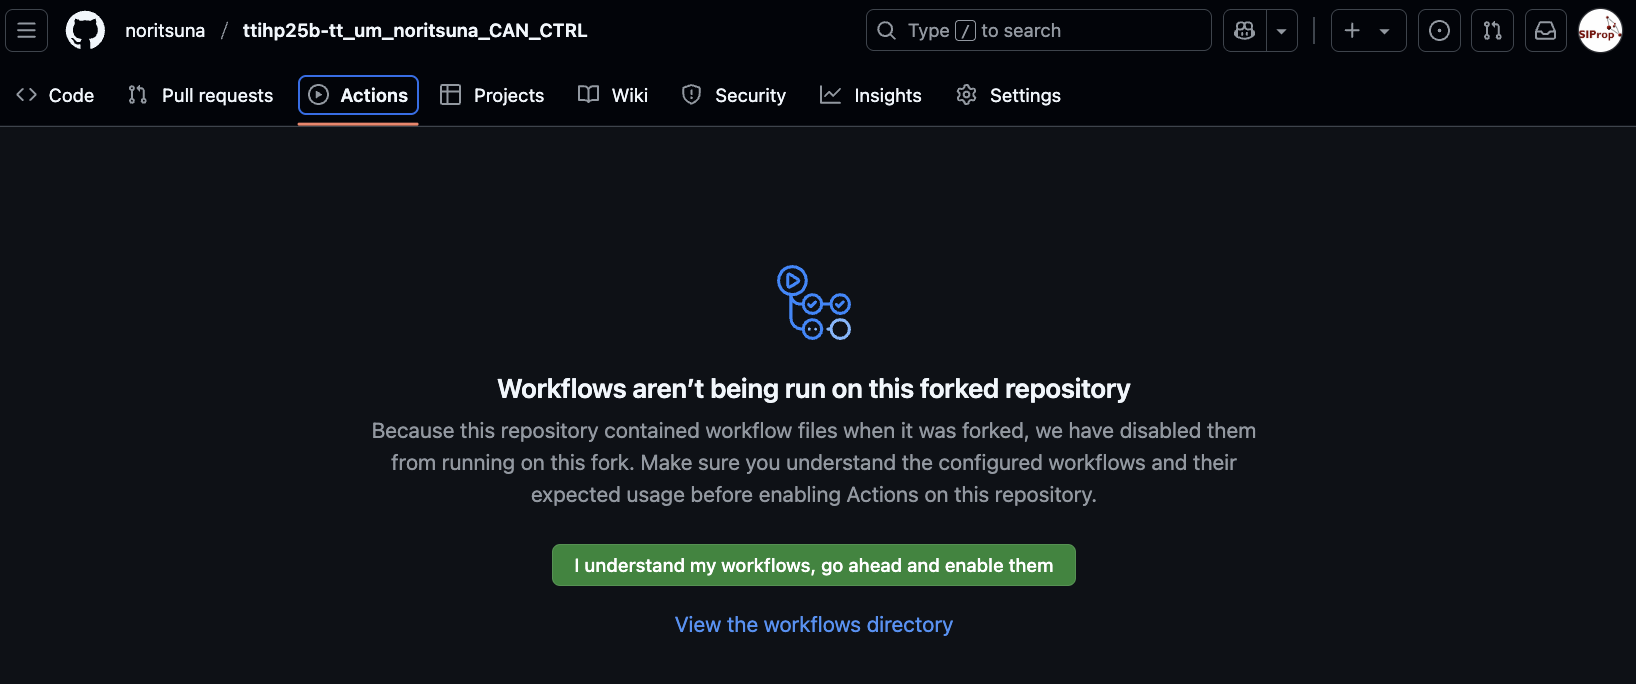 noritsuna / ttihp25b-tt_um_noritsuna_CAN_CTRL
Type / to search
SIProp
Code
Pull requests
Actions
Projects
Wiki
Security
Insights
Settings
Workflows aren’t being run on this forked repository
Because this repository contained workflow files when it was forked, we have disabled them
from running on this fork. Make sure you understand the configured workflows and their
expected usage before enabling Actions on this repository.
I understand my workflows, go ahead and enable them
View the workflows directory